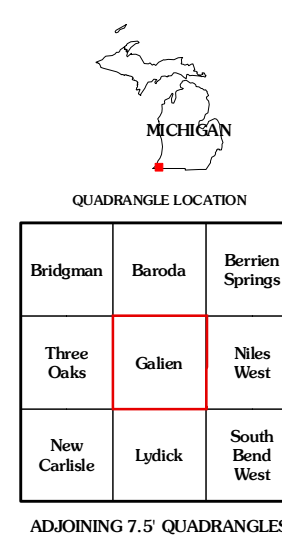 MICHIGAN
QUADRANGLE LOCATION
Bridgman
Baroda
Berrien
Springs
Three
Oaks
Galien
Niles
West
New
Carlisle
Lydick
South
Bend
West
ADJOINING 7.5' QUADRANGLES